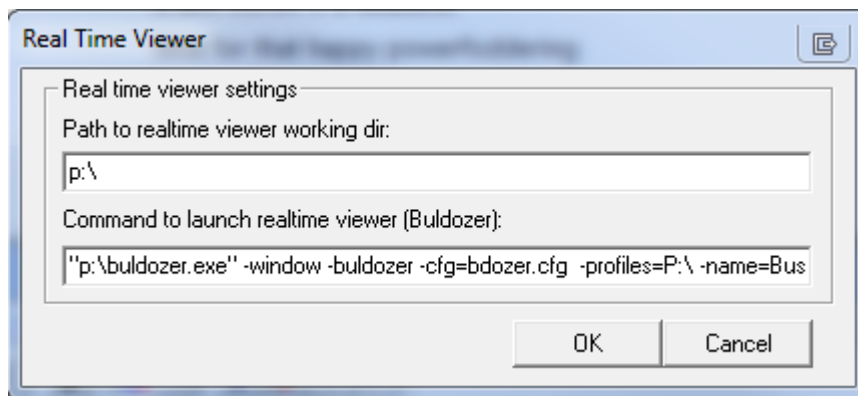 Real Time Viewer
Real time viewer settings
Path to realtime viewer working dir:
p:\
Command to launch realtime viewer (Buldozer):
"p:\buldozer.exe" -window -buldozer -cfg=bdozer.cfg  -profiles=P:\ -name=Bus
OK
Cancel